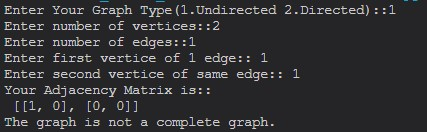 Enter Your Graph Type(1.Undirected 2.Directed)::1
Enter number of vertices::2
Enter number of edges::1
Enter first vertice of 1 edge:: 1
Enter second vertice of same edge:: 1
Your Adjacency Matrix is::
[[1, 0], [0, 0]]
The graph is not a complete graph.